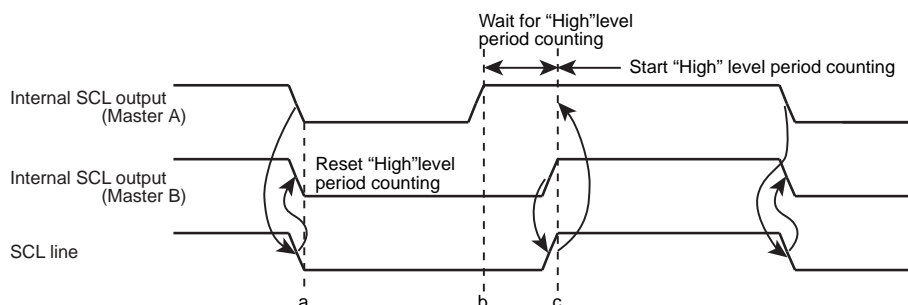 Wait for “High”level
period counting
Start “High” level period counting
Internal SCL output
(Master A)
Reset “High”level
period counting
Internal SCL output
(Master B)
SCL line
a
b
c